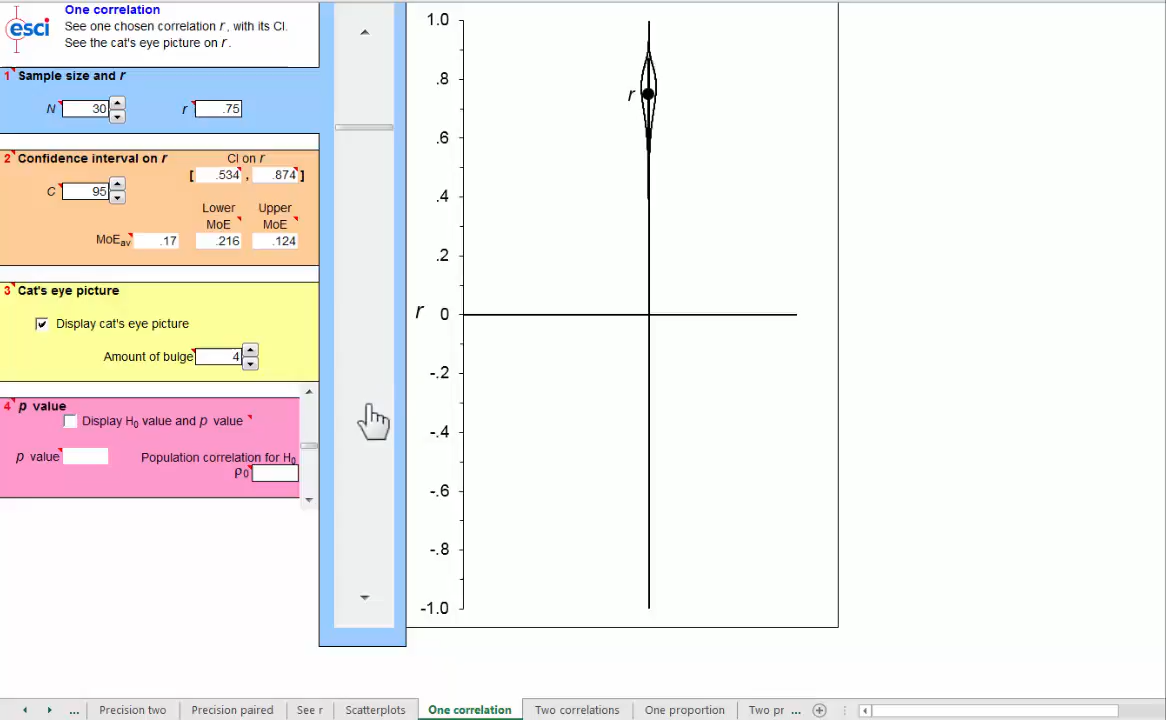 esci
One correlation
See one chosen correlation r, with its CI.
See the cat's eye picture on r.
1 Sample size and r
N 30 r .75
2 Confidence interval on r CI on r
[ .534 , .874 ]
C 95
Lower Upper
MoE MoE
MoEav .17 .216 .124
3 Cat's eye picture
Display cat's eye picture
Amount of bulge 4
4 p value
Display H0 value and p value
p value Population correlation for H0
ρ0
1.0
.8
r
.6
.4
.2
r 0
-.2
-.4
-.6
-.8
-1.0
... Precision two Precision paired See r Scatterplots One correlation Two correlations One proportion Two pr ...